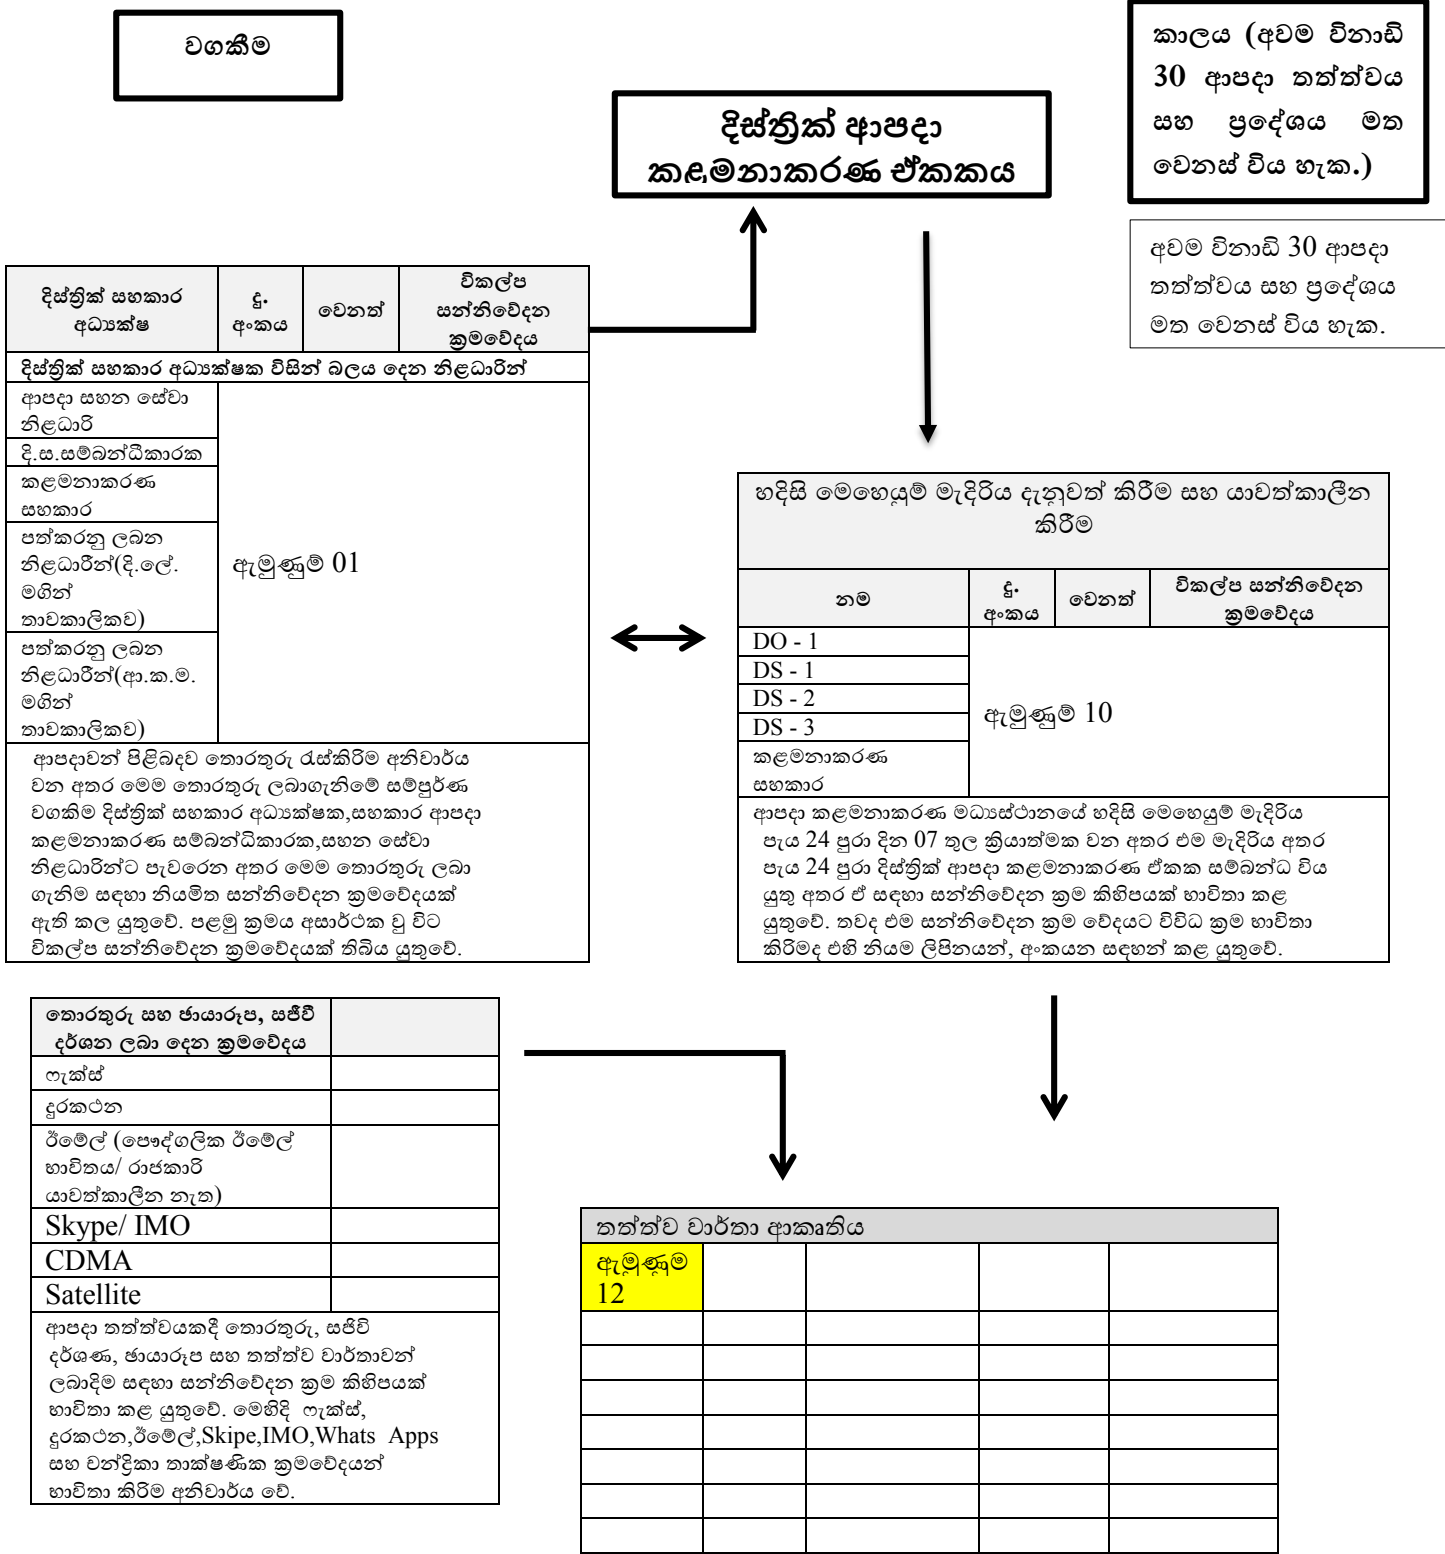 වගකීම
කාලය (අවම විනාඩි
30 ආපදා තත්ත්වය
සහ ප්‍රදේශය මත
වෙනස් විය හැක.)
දිස්ත්‍රික් ආපදා
කළමනාකරණ ඒකකය
අවම විනාඩි 30 ආපදා
තත්ත්වය සහ ප්‍රදේශය
මත වෙනස් විය හැක.
දිස්ත්‍රික් සහකාර
අධ්‍යක්ෂ
දු.
අංකය
වෙනත්
විකල්ප
සන්නිවේදන
ක්‍රමවේදය
දිස්ත්‍රික් සහකාර අධ්‍යක්ෂක විසින් බලය දෙන නිළධාරින්
ආපදා සහන සේවා
නිළධාරි
දි.ස.සම්බන්ධීකාරක
කළමනාකරණ
සහකාර
පත්කරනු ලබන
නිළධාරීන්(දි.ලේ.
මගින්
තාවකාලිකව)
පත්කරනු ලබන
නිළධාරීන්(ආ.ක.ම.
මගින්
තාවකාලිකව)
ඇමුණුම් 01
ආපදාවන් පිළිබදව තොරතුරු රැස්කිරිම අනිවාර්ය
වන අතර මෙම තොරතුරු ලබාගැනිමේ සම්පුර්ණ
වගකිම දිස්ත්‍රික් සහකාර අධ්‍යක්ෂක,සහකාර ආපදා
කළමනාකරණ සම්බන්ධිකාරක,සහන සේවා
නිළධාරින්ට පැවරෙන අතර මෙම තොරතුරු ලබා
ගැනිම සඳහා නියමිත සන්නිවේදන ක්‍රමවේදයක්
ඇති කල යුතුවේ. පළමු ක්‍රමය අසාර්ථක වු විට
විකල්ප සන්නිවේදන ක්‍රමවේදයක් තිබිය යුතුවේ.
හදිසි මෙහෙයුම් මැදිරිය දැනුවත් කිරීම සහ යාවත්කාලීන
කිරීම
නම
දු.
අංකය
වෙනත්
විකල්ප සන්නිවේදන
ක්‍රමවේදය
DO - 1
DS - 1
DS - 2
DS - 3
කළමනාකරණ
සහකාර
ඇමුණුම් 10
ආපදා කළමනාකරණ මධ්‍යස්ථානයේ හදිසි මෙහෙයුම් මැදිරිය
පැය 24 පුරා දින 07 තුල ක්‍රියාත්මක වන අතර එම මැදිරිය අතර
පැය 24 පුරා දිස්ත්‍රික් ආපදා කළමනාකරණ ඒකක සම්බන්ධ විය
යුතු අතර ඒ සඳහා සන්නිවේදන ක්‍රම කිහිපයක් භාවිතා කළ
යුතුවේ. තවද එම සන්නිවේදන ක්‍රම වේදයට විවිධ ක්‍රම භාවිතා
කිරිමද එහි නියම ලිපිනයන්, අංකයන සඳහන් කළ යුතුවේ.
තොරතුරු සහ ඡායාරූප, සජීවී
දර්ශන ලබා දෙන ක්‍රමවේදය
ෆැක්ස්
දුරකථන
ඊමේල් (පෞද්ගලික ඊමේල්
භාවිතය/ රාජකාරි
යාවත්කාලීන නැත)
Skype/ IMO
CDMA
Satellite
ආපදා තත්ත්වයකදී තොරතුරු, සජිවි
දර්ශණ, ඡායාරූප සහ තත්ත්ව වාර්තාවන්
ලබාදිම සඳහා සන්නිවේදන ක්‍රම කිහිපයක්
භාවිතා කළ යුතුවේ. මෙහිදි ෆැක්ස්,
දුරකථන,ඊමේල්,Skipe,IMO,Whats Apps
සහ චන්ද්‍රිකා තාක්ෂණික ක්‍රමවේදයන්
භාවිතා කිරිම අනිවාර්ය වේ.
තත්ත්ව වාර්තා ආකෘතිය
ඇමුණුම
12